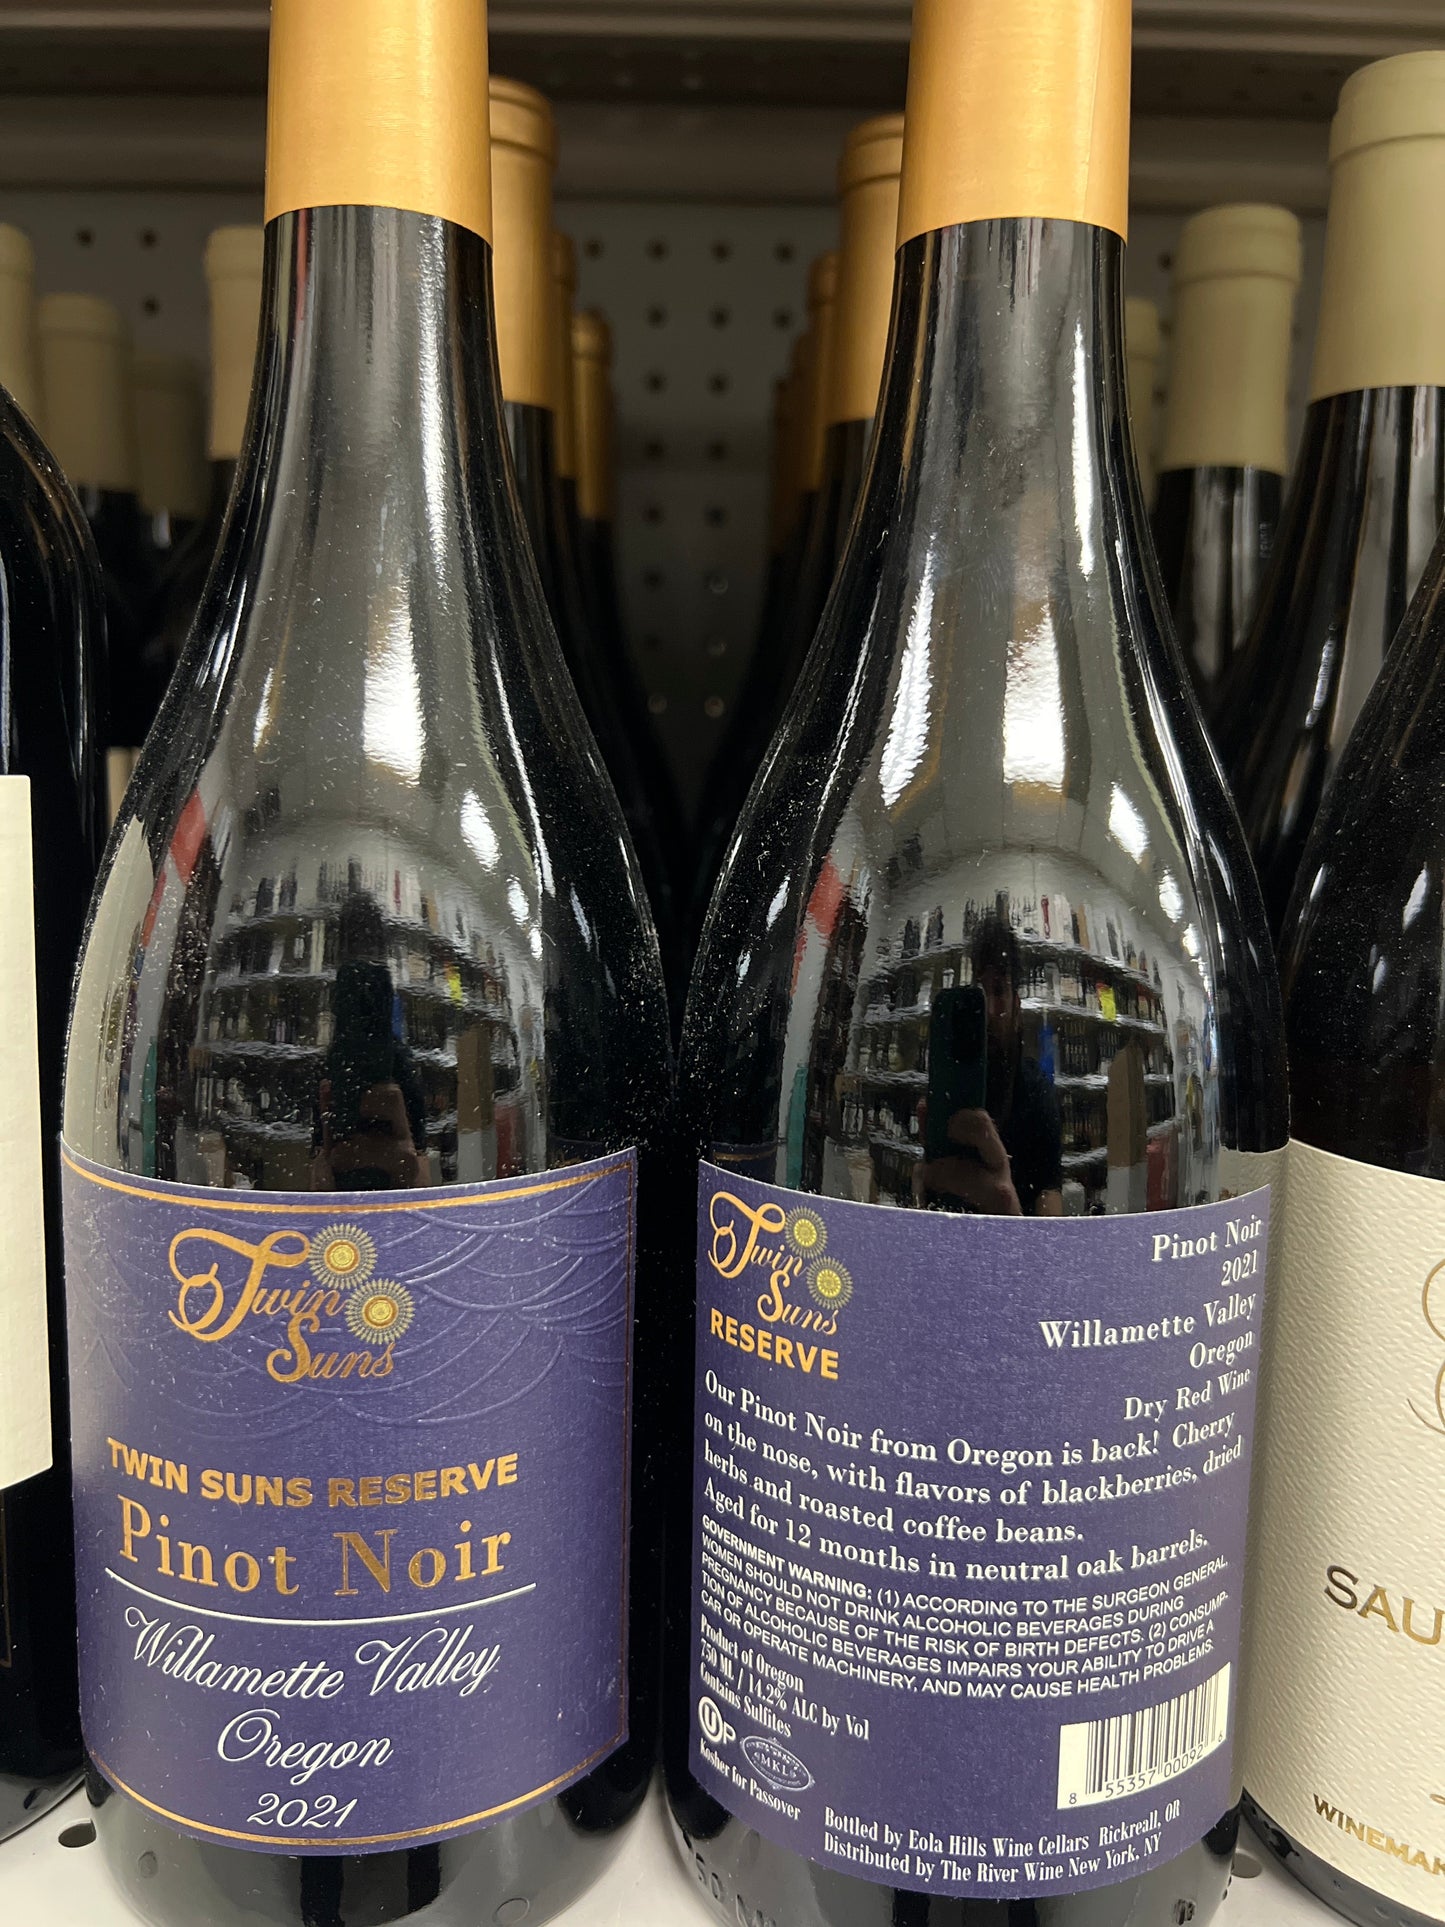 Twin
Suns
TWIN SUNS RESERVE
Pinot Noir
Willamette Valley
Oregon
2021
Twin
Suns
RESERVE
Pinot Noir
2021
Willamette Valley
Oregon
Dry Red Wine
Our Pinot Noir from Oregon is back! Cherry
on the nose, with flavors of blackberries, dried
herbs and roasted coffee beans.
Aged for 12 months in neutral oak barrels.
GOVERNMENT WARNING: (1) ACCORDING TO THE SURGEON GENERAL,
WOMEN SHOULD NOT DRINK ALCOHOLIC BEVERAGES DURING
PREGNANCY BECAUSE OF THE RISK OF BIRTH DEFECTS. (2) CONSUMP-
TION OF ALCOHOLIC BEVERAGES IMPAIRS YOUR ABILITY TO DRIVE A
CAR OR OPERATE MACHINERY, AND MAY CAUSE HEALTH PROBLEMS.
Product of Oregon
750 ML / 14.2% ALC by Vol
Contains Sulfites
UP
MKL
Kosher for Passover
8 55357 00092 6
Bottled by Eola Hills Wine Cellars Rickreall, OR
Distributed by The River Wine New York, NY
SAU
WINEMAK